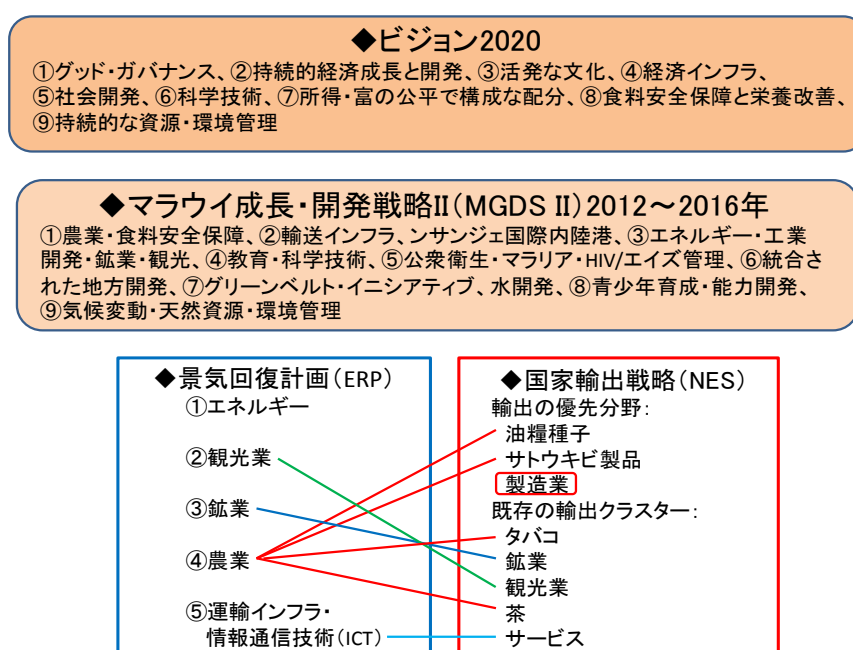 ◆ビジョン2020
①グッド・ガバナンス、②持続的経済成長と開発、③活発な文化、④経済インフラ、
⑤社会開発、⑥科学技術、⑦所得・富の公平で構成な配分、⑧食料安全保障と栄養改善、
⑨持続的な資源・環境管理
◆マラウイ成長・開発戦略II（MGDS II）2012～2016年
①農業・食料安全保障、②輸送インフラ、ンサンジェ国際内陸港、③エネルギー・工業
開発・鉱業・観光、④教育・科学技術、⑤公衆衛生・マラリア・HIV/エイズ管理、⑥統合さ
れた地方開発、⑦グリーンベルト・イニシアティブ、水開発、⑧青少年育成・能力開発、
⑨気候変動・天然資源・環境管理
◆景気回復計画（ERP）
①エネルギー
②観光業
③鉱業
④農業
⑤運輸インフラ・
情報通信技術（ICT）
◆国家輸出戦略（NES）
輸出の優先分野：
油糧種子
サトウキビ製品
製造業
既存の輸出クラスター：
タバコ
鉱業
観光業
茶
サービス